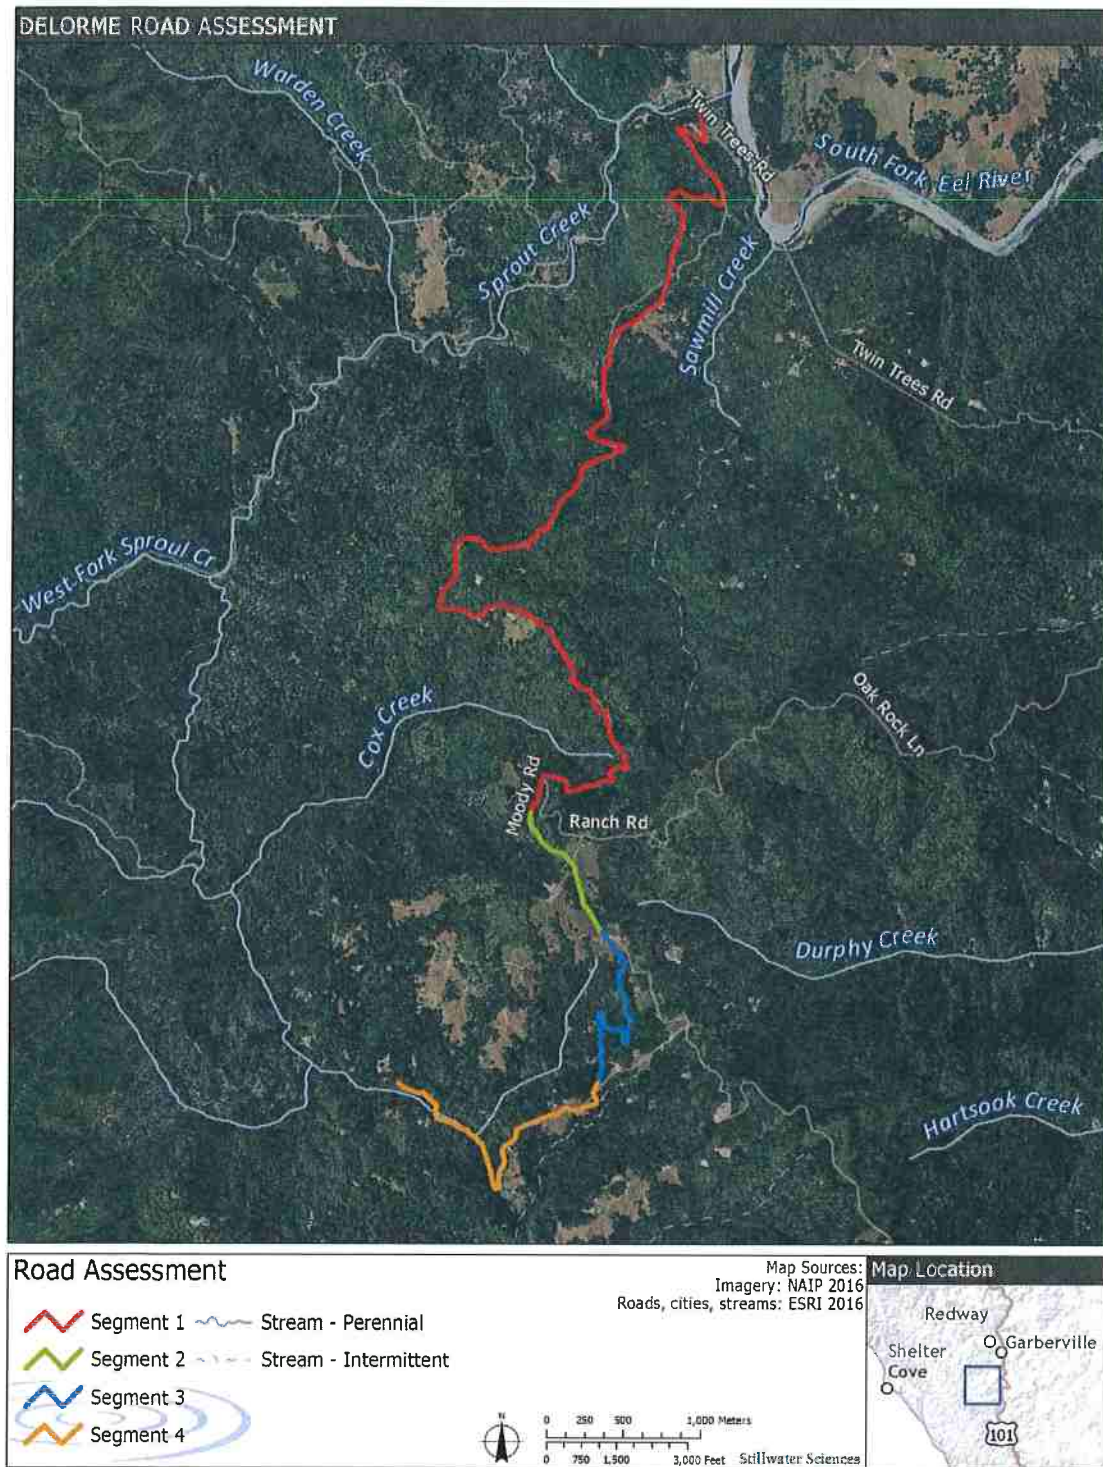 DELORME ROAD ASSESSMENT
Warden Creek
Twin Trees Rd
South Fork Eel River
Sprout Creek
Sawmill Creek
Twin Trees Rd
West Fork Sproul Cr
Oak Rock Ln
Cox Creek
Moody Rd
Ranch Rd
Durphy Creek
Hartsook Creek
Road Assessment
Segment 1
Stream - Perennial
Segment 2
Stream - Intermittent
Segment 3
Segment 4
Map Sources:
Imagery: NAIP 2016
Roads, cities, streams: ESRI 2016
N
0 250 500 1,000 Meters
0 750 1,500 3,000 Feet
Stillwater Sciences
Map Location
Redway
Garberville
Shelter
Cove
101